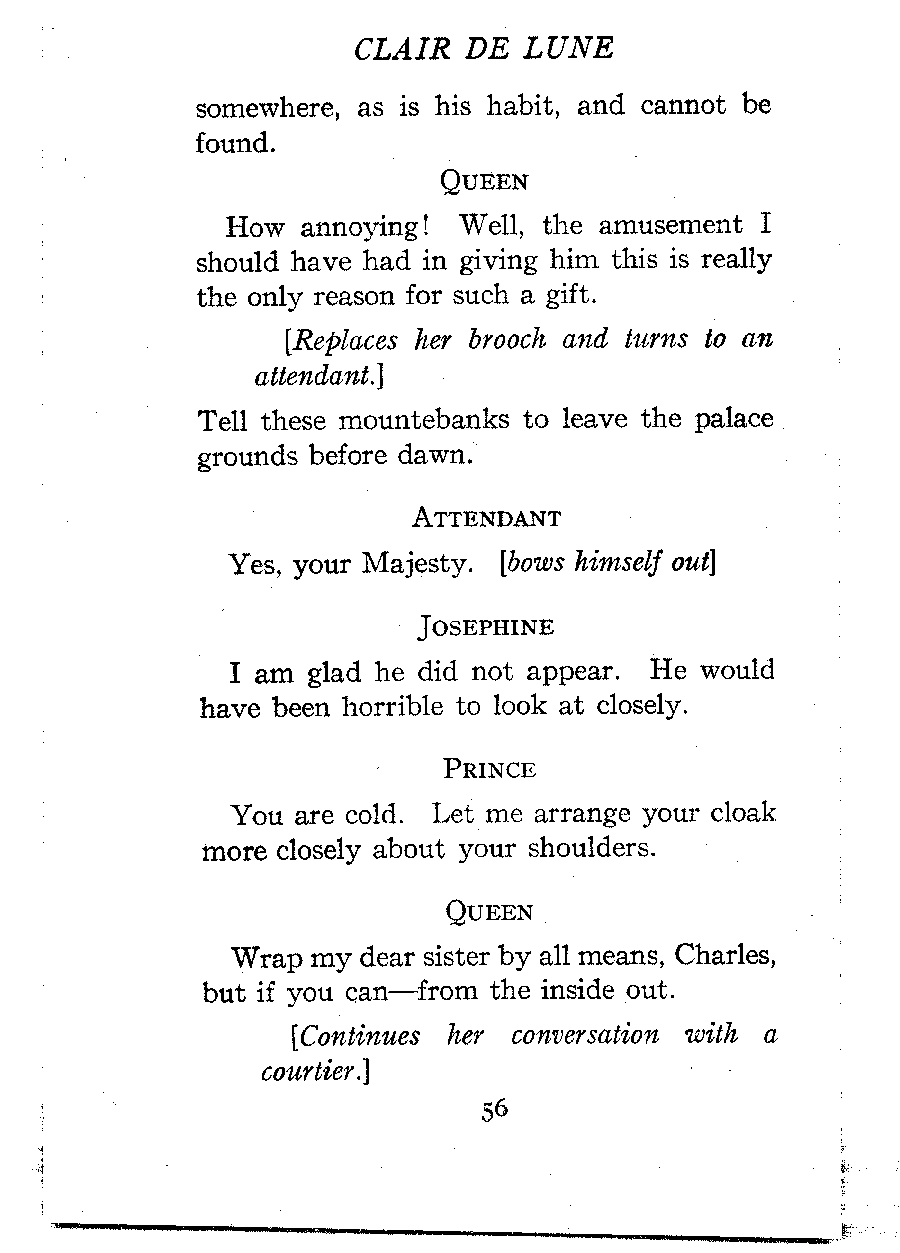 CLAIR DE LUNE
somewhere, as is his habit, and cannot be
found.
QUEEN
How annoying! Well, the amusement I
should have had in giving him this is really
the only reason for such a gift.
[Replaces her brooch and turns to an
attendant.]
Tell these mountebanks to leave the palace
grounds before dawn.
ATTENDANT
Yes, your Majesty. [bows himself out]
JOSEPHINE
I am glad he did not appear. He would
have been horrible to look at closely.
PRINCE
You are cold. Let me arrange your cloak
more closely about your shoulders.
QUEEN
Wrap my dear sister by all means, Charles,
but if you can—from the inside out.
[Continues her conversation with a
courtier.]
56